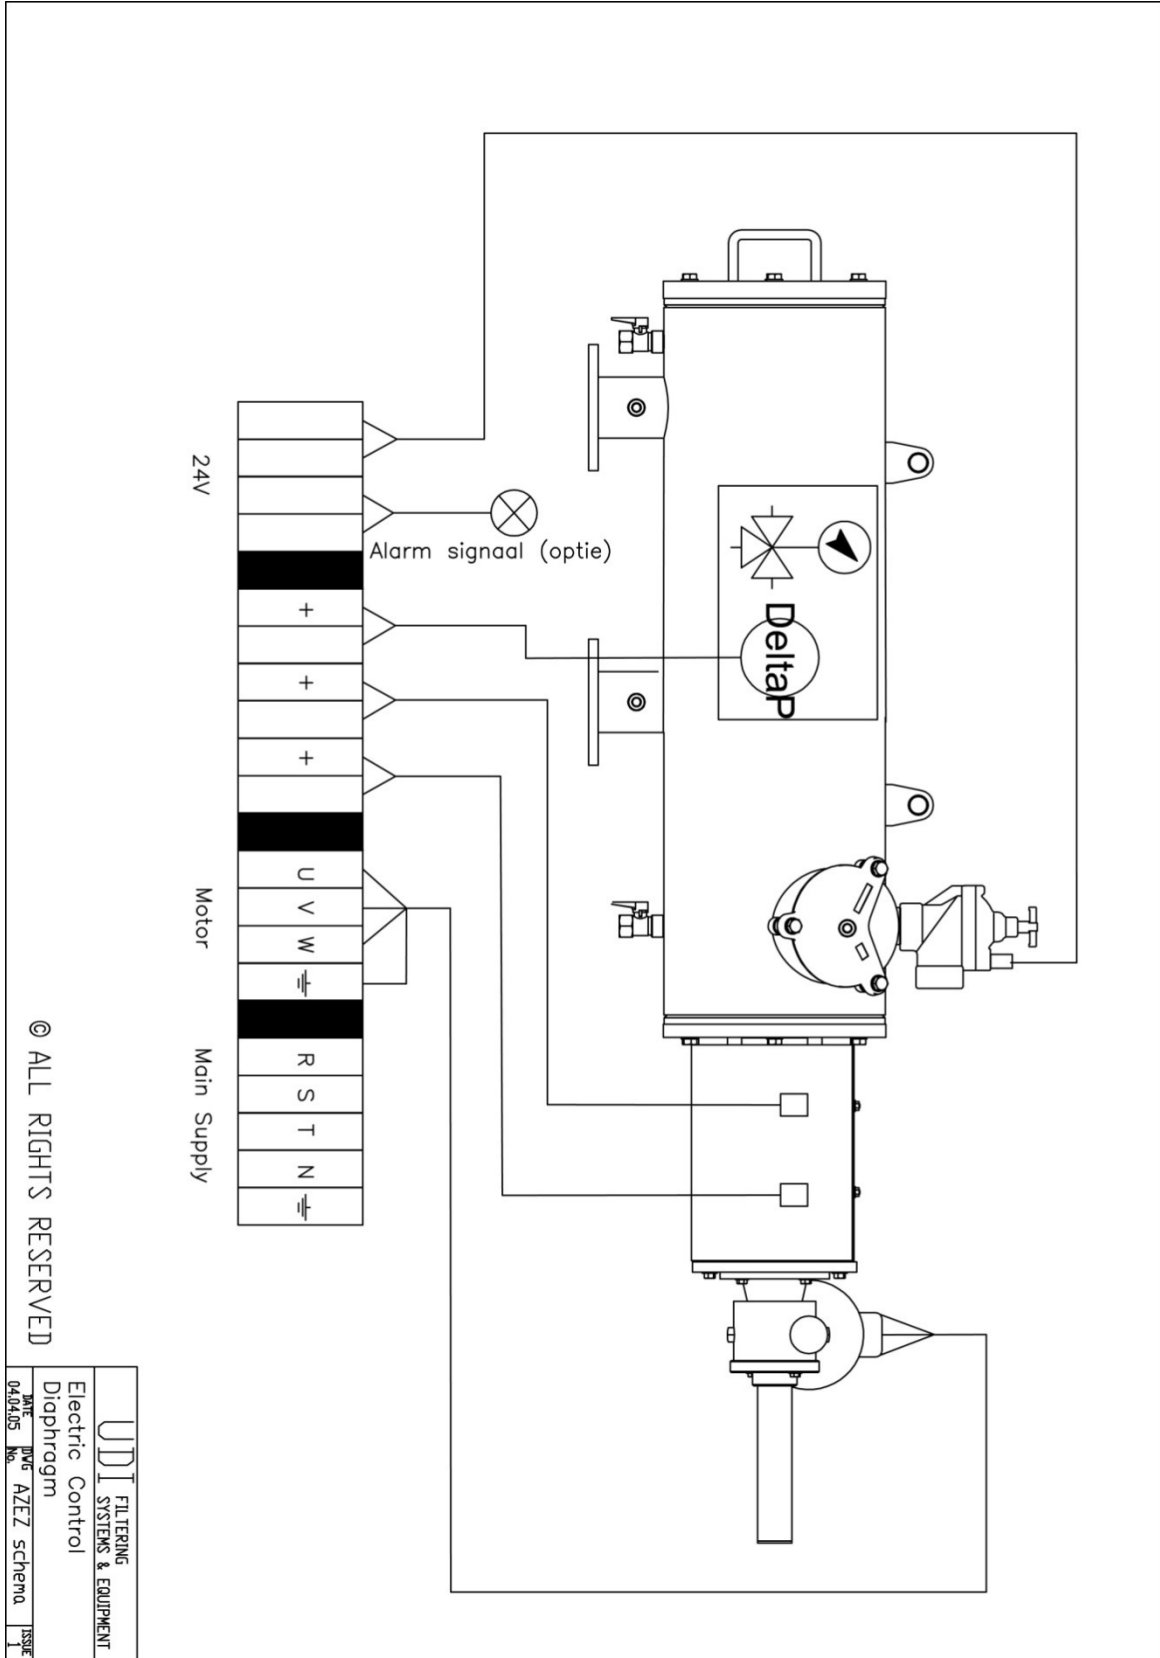 24V
Alarm signaal (optie)
DeltaP
+
+
+
U
V
W
Motor
R
S
T
N
Main Supply
© ALL RIGHTS RESERVED
UDI FILTERING
SYSTEMS & EQUIPMENT
Electric Control
Diaphragm
DATE
04.04.05
DWG
No. AZEZ schema
ISSUE
1